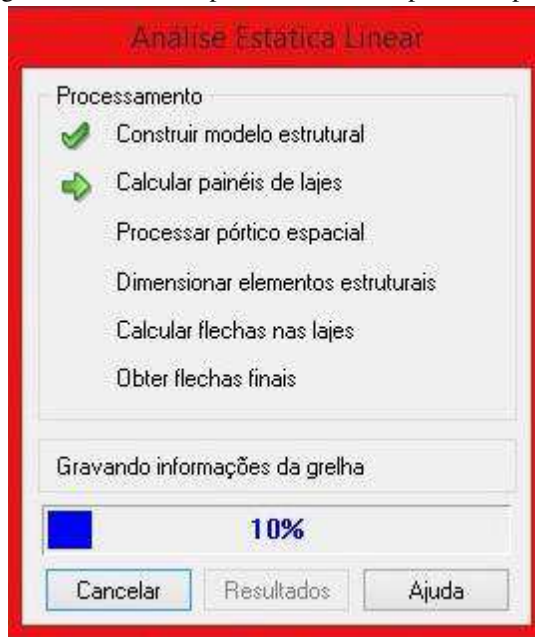 Análise Estática Linear
Processamento
Construir modelo estrutural
Calcular painéis de lajes
Processar pórtico espacial
Dimensionar elementos estruturais
Calcular flechas nas lajes
Obter flechas finais
Gravando informações da grelha
10%
Cancelar Resultados Ajuda